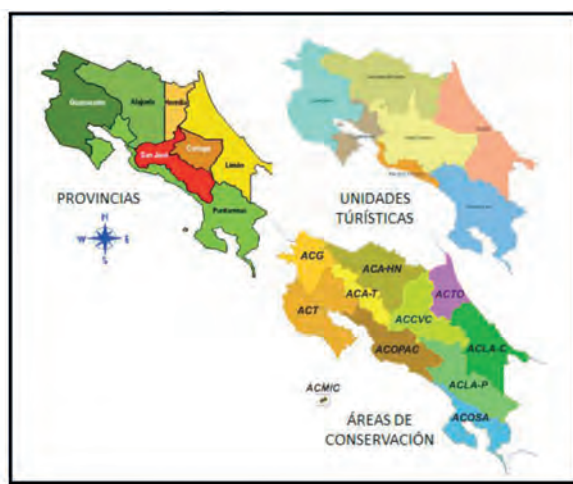 Guanacaste
Alajuela
Heredia
San José
Cartago
Limón
Puntarenas
PROVINCIAS
N
W
E
S
UNIDADES
TÚRÍSTICAS
ACG
ACA-HN
ACTO
ACA-T
ACT
ACCVC
ACOPAC
ACLA-C
ACMIC
ACLA-P
ACOSA
ÁREAS DE
CONSERVACIÓN